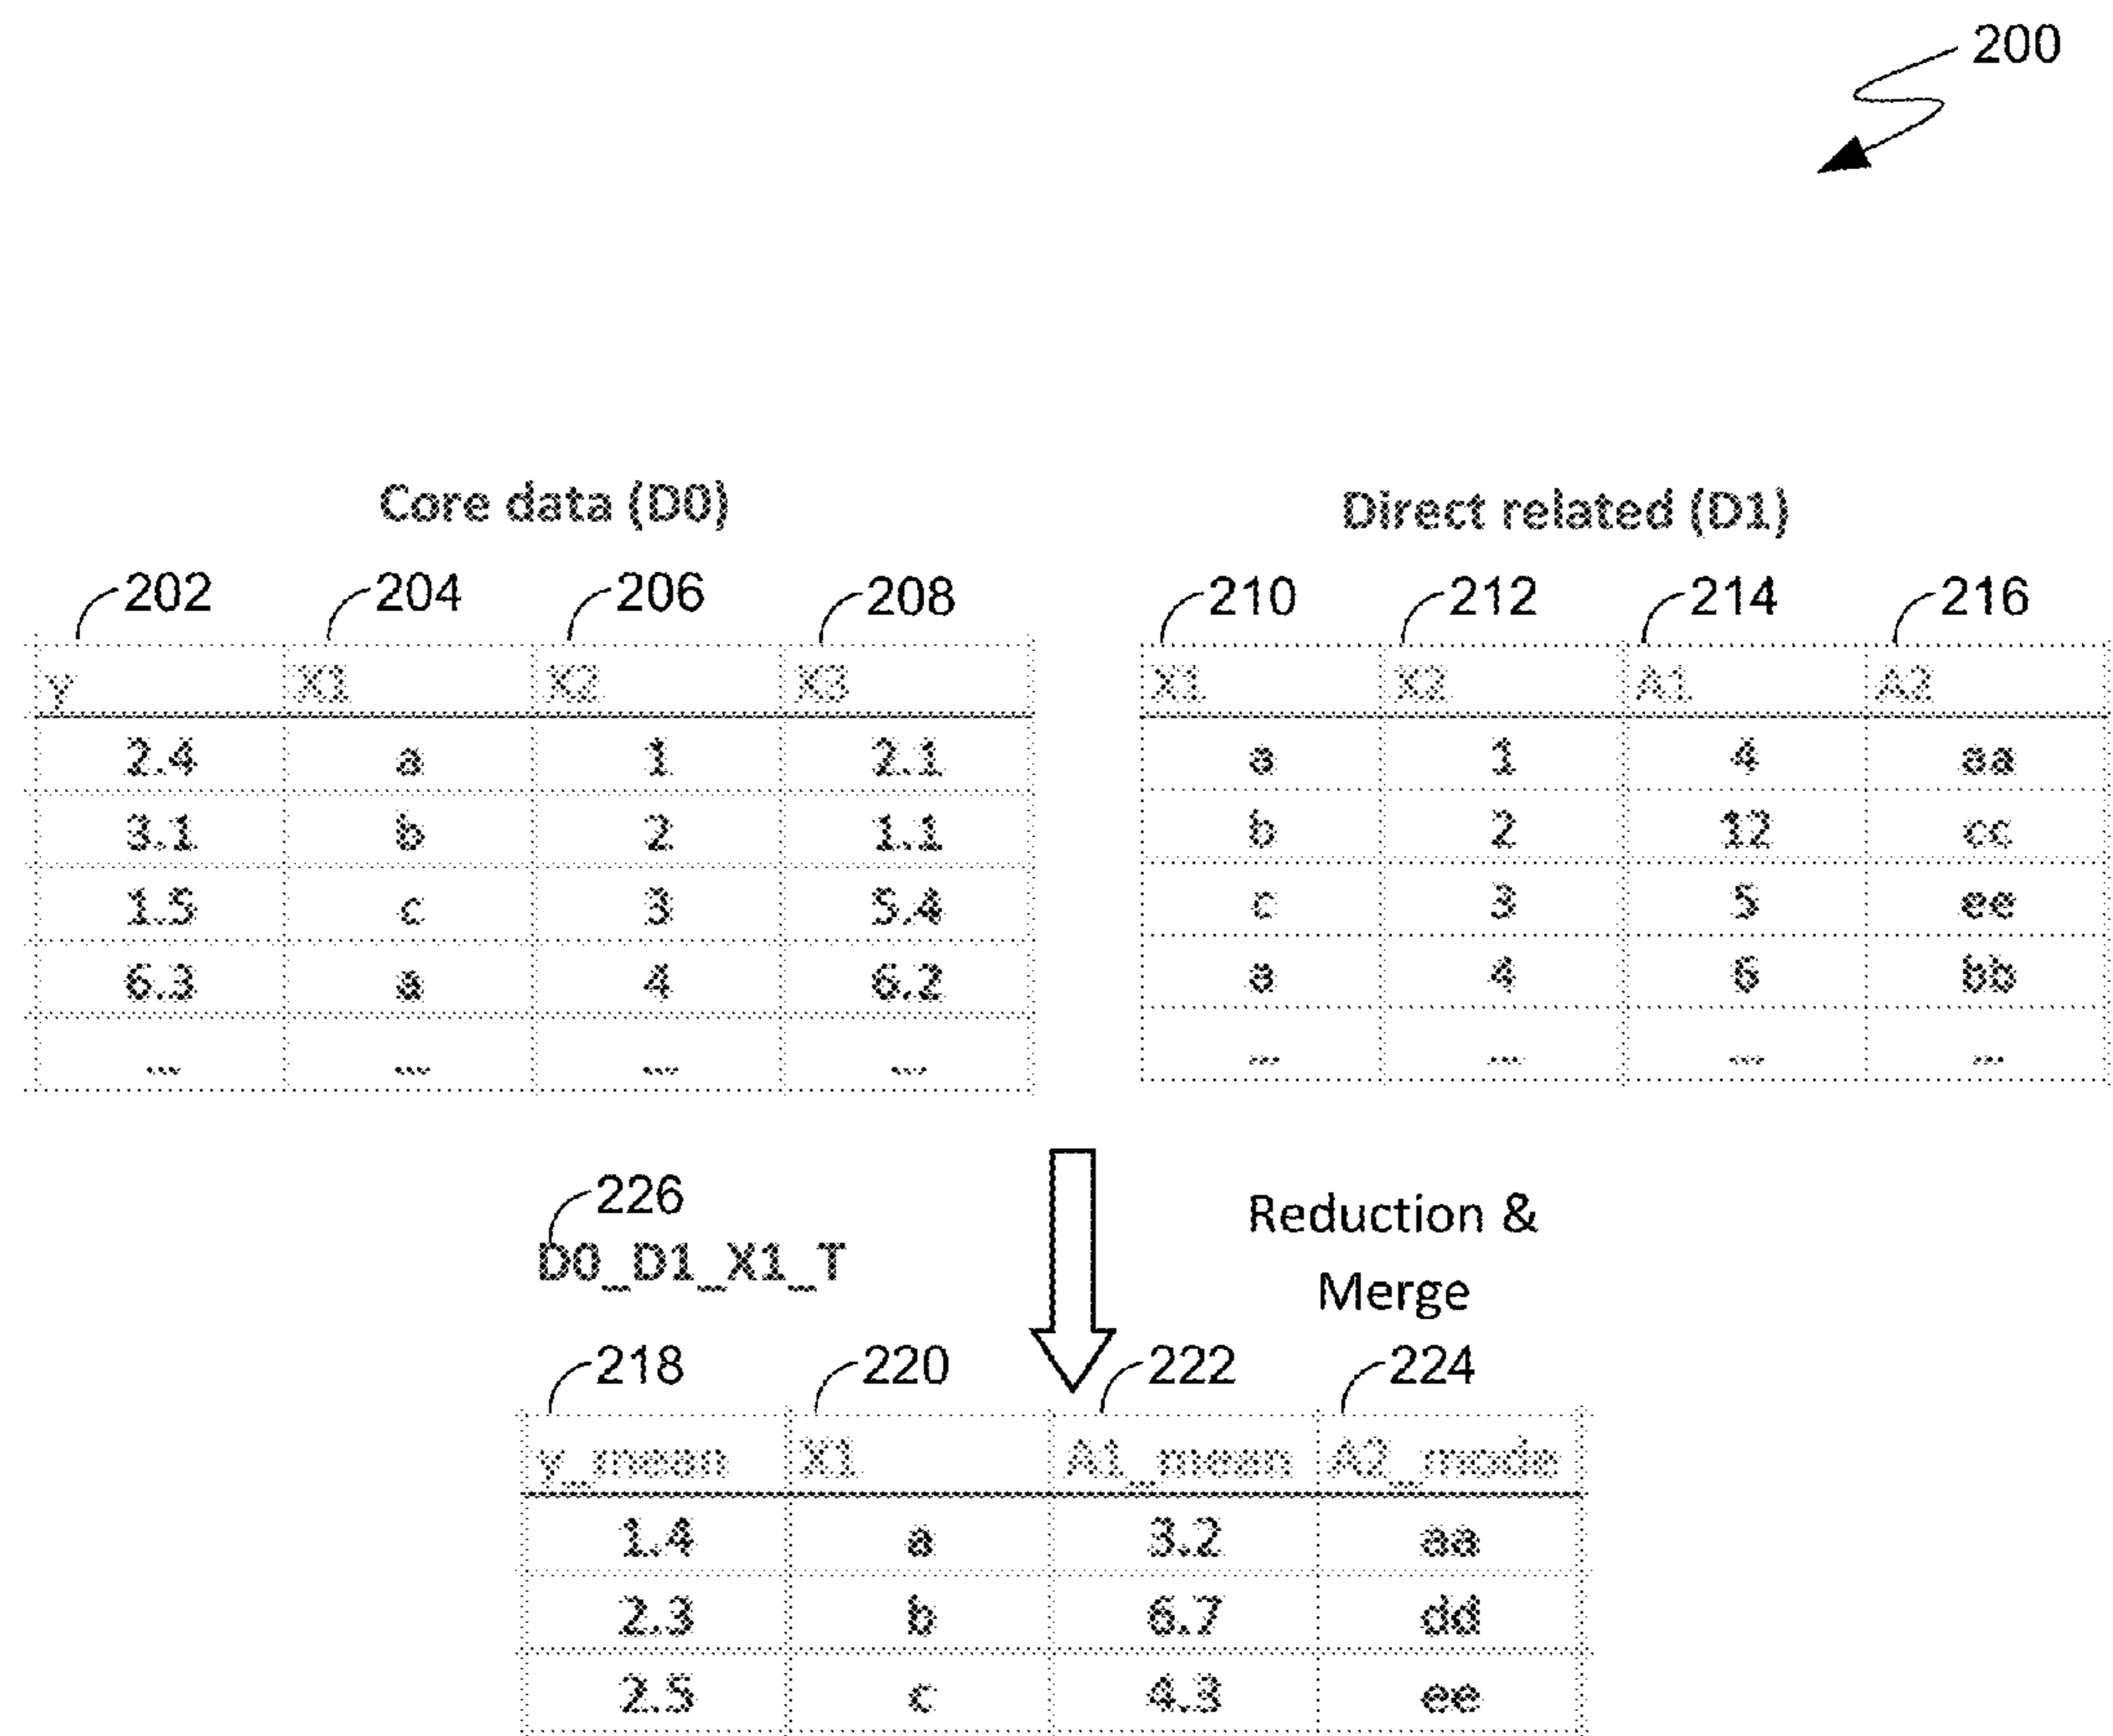 200
Core data (D0)
Direct related (D1)
202 204 206 208
210 212 214 216
y X1 X2 X3
2.4 a 1 2.1
3.1 b 2 1.1
1.5 c 3 5.4
6.3 a 4 6.2
... ... ... ...
X1 X2 A1 A2
a 1 4 aa
b 2 12 cc
c 3 5 ee
a 4 6 bb
... ... ... ...
226
D0_D1_X1_T
Reduction &
Merge
218 220 222 224
y_mean X1 A1_mean A2_mode
1.4 a 3.2 aa
2.3 b 6.7 dd
2.5 c 4.3 ee